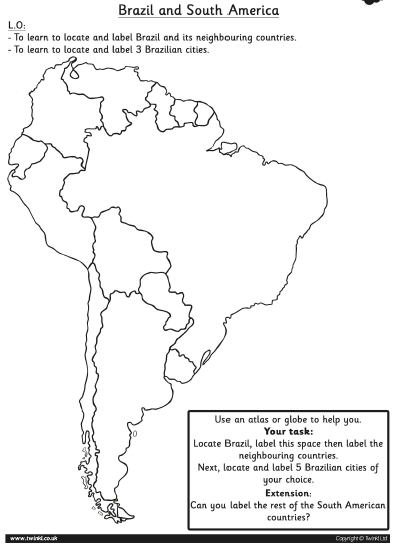 Brazil and South America
L.O:
- To learn to locate and label Brazil and its neighbouring countries.
- To learn to locate and label 3 Brazilian cities.
Use an atlas or globe to help you.
Your task:
Locate Brazil, label this space then label the
neighbouring countries.
Next, locate and label 5 Brazilian cities of
your choice.
Extension:
Can you label the rest of the South American
countries?
www.twinkl.co.uk
Copyright © Twinkl Ltd